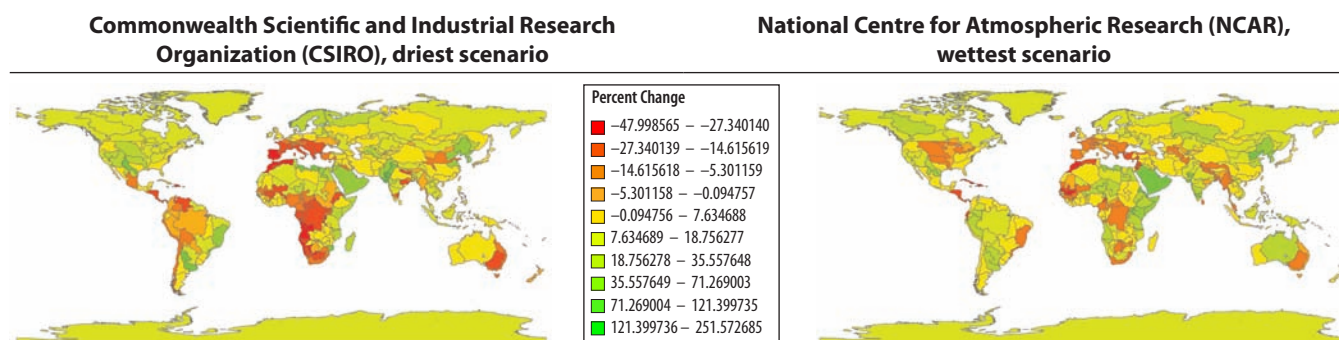 Commonwealth Scientific and Industrial Research
Organization (CSIRO), driest scenario
National Centre for Atmospheric Research (NCAR),
wettest scenario
Percent Change
−47.998565 – −27.340140
−27.340139 – −14.615619
−14.615618 – −5.301159
−5.301158 – −0.094757
−0.094756 – 7.634688
7.634689 – 18.756277
18.756278 – 35.557648
35.557649 – 71.269003
71.269004 – 121.399735
121.399736 – 251.572685